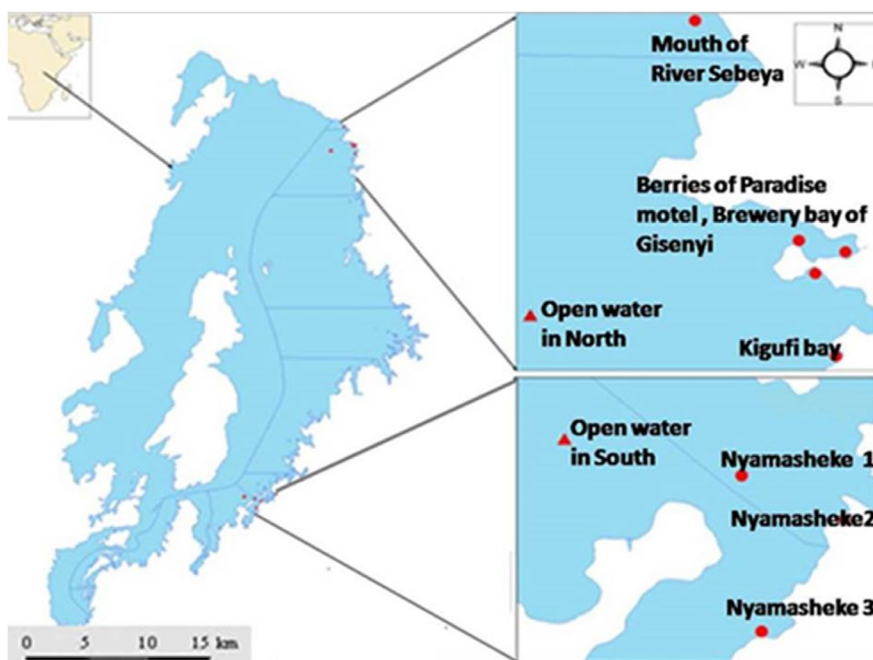 N
W
S
Mouth of
River Sebeya
Berries of Paradise
motel , Brewery bay of
Gisenyi
Open water
in North
Kigufi bay
Open water
in South
Nyamasheke 1
Nyamasheke2
Nyamasheke 3
0 5 10 15 km